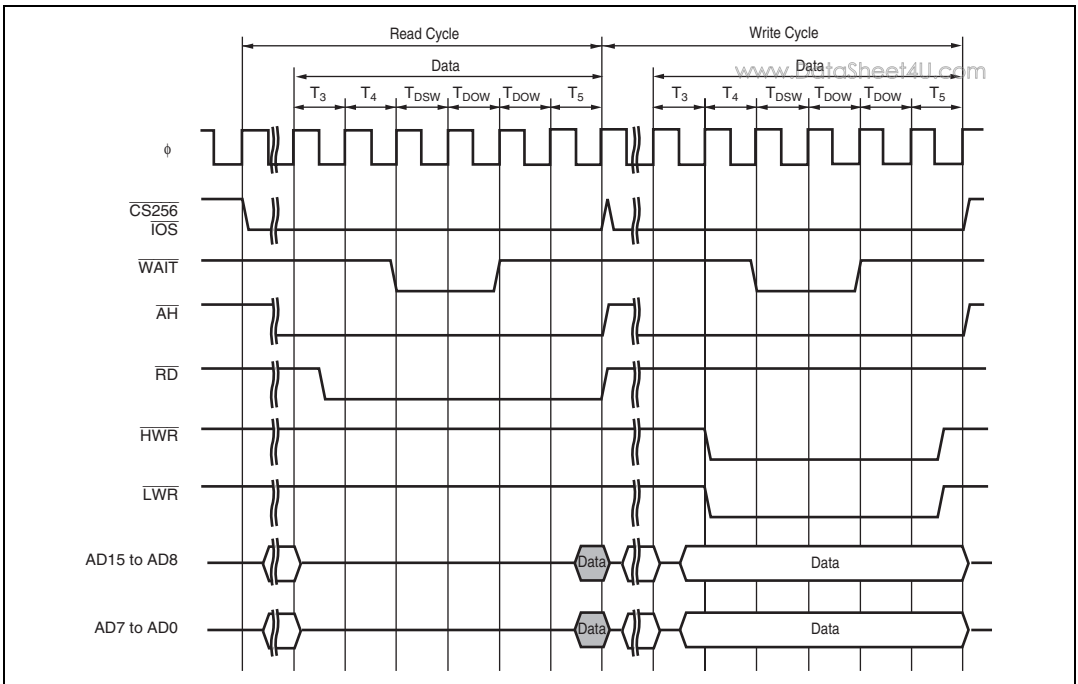 Read Cycle Write Cycle
Data Data
www.DataSheet4U.com
T3 T4 TDSW TDOW TDOW T5 T3 T4 TDSW TDOW TDOW T5
φ
CS256
IOS
WAIT
AH
RD
HWR
LWR
AD15 to AD8 Data Data
AD7 to AD0 Data Data